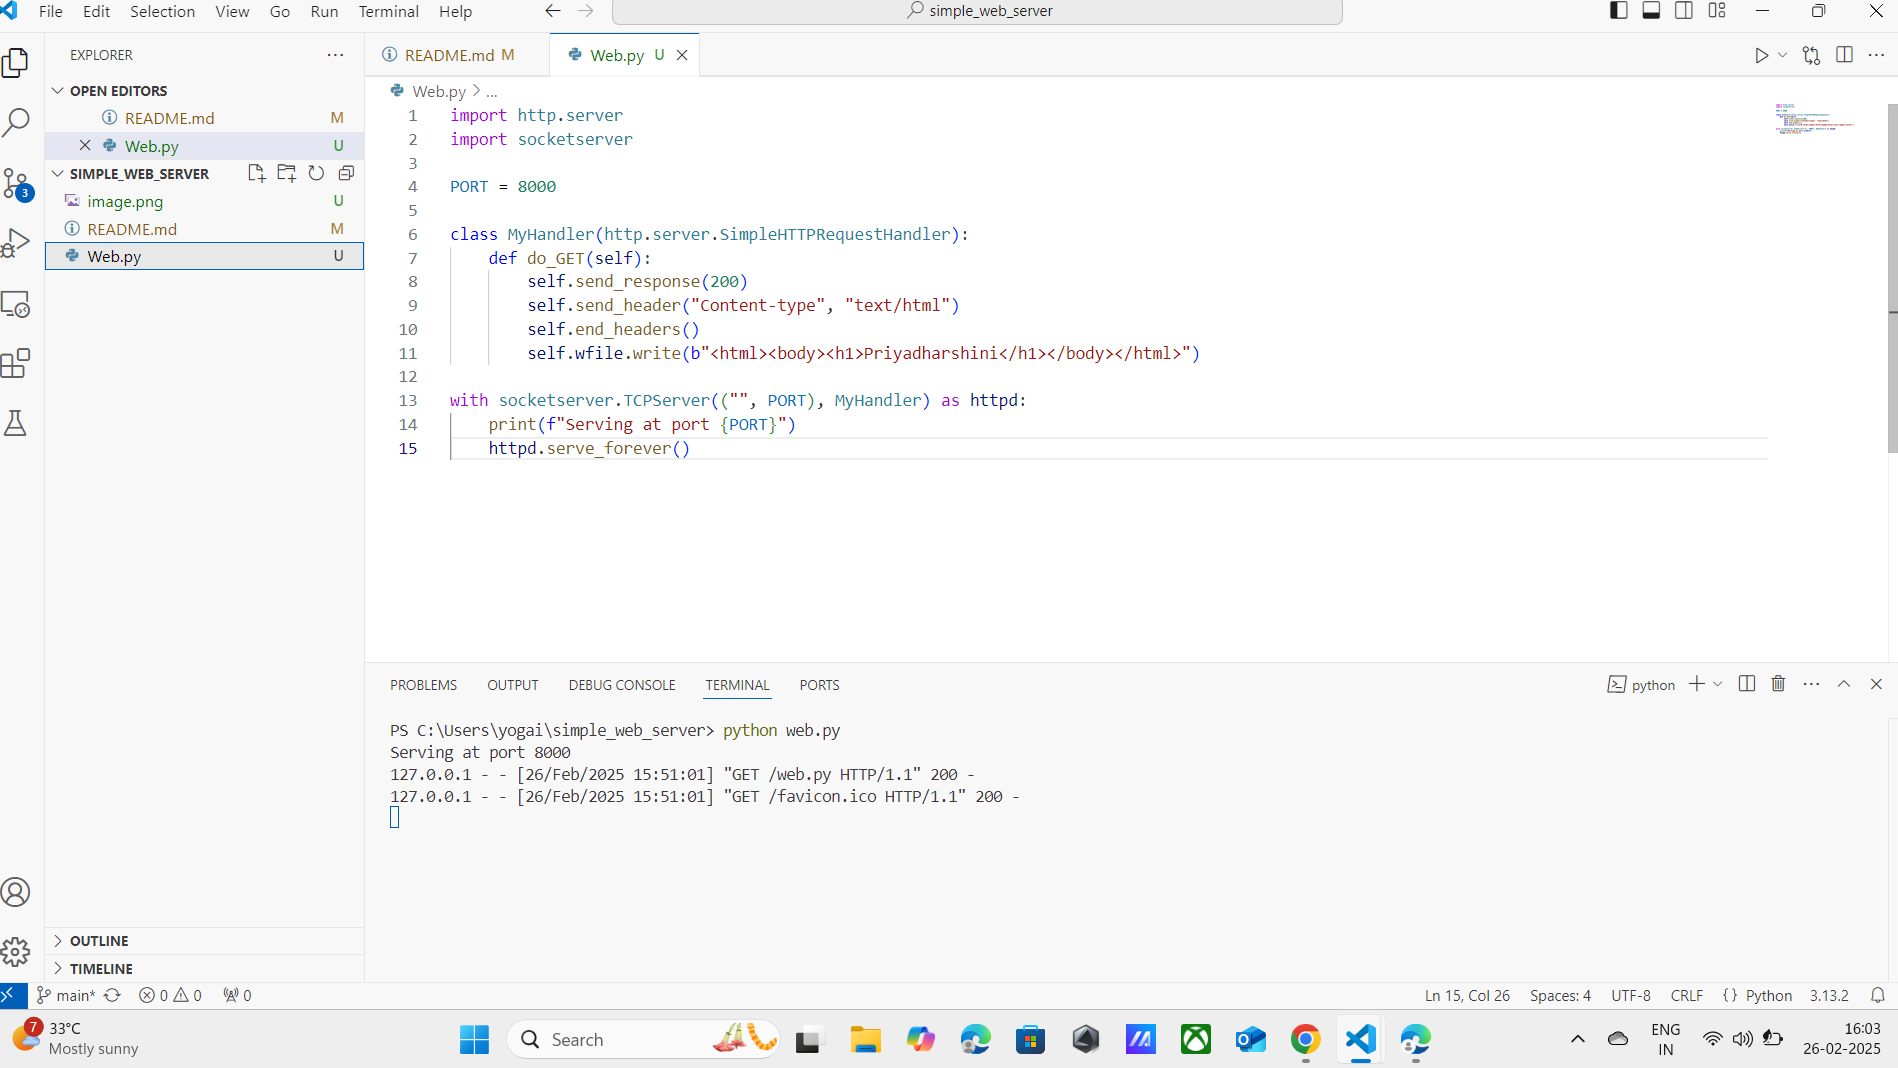 File Edit Selection View Go Run Terminal Help simple_web_server
EXPLORER
OPEN EDITORS
README.md M
Web.py U
SIMPLE_WEB_SERVER
image.png U
README.md M
Web.py U
OUTLINE
TIMELINE
README.md M Web.py U
Web.py > ...
1 import http.server
2 import socketserver
3
4 PORT = 8000
5
6 class MyHandler(http.server.SimpleHTTPRequestHandler):
7 def do_GET(self):
8 self.send_response(200)
9 self.send_header("Content-type", "text/html")
10 self.end_headers()
11 self.wfile.write(b"<html><body><h1>Priyadharshini</h1></body></html>")
12
13 with socketserver.TCPServer(("", PORT), MyHandler) as httpd:
14 print(f"Serving at port {PORT}")
15 httpd.serve_forever()
PROBLEMS OUTPUT DEBUG CONSOLE TERMINAL PORTS python
PS C:\Users\yogai\simple_web_server> python web.py
Serving at port 8000
127.0.0.1 - - [26/Feb/2025 15:51:01] "GET /web.py HTTP/1.1" 200 -
127.0.0.1 - - [26/Feb/2025 15:51:01] "GET /favicon.ico HTTP/1.1" 200 -
3
main* 0 0 0 Ln 15, Col 26 Spaces: 4 UTF-8 CRLF {} Python 3.13.2
7 33°C
Mostly sunny
Search
ENG
IN
16:03
26-02-2025